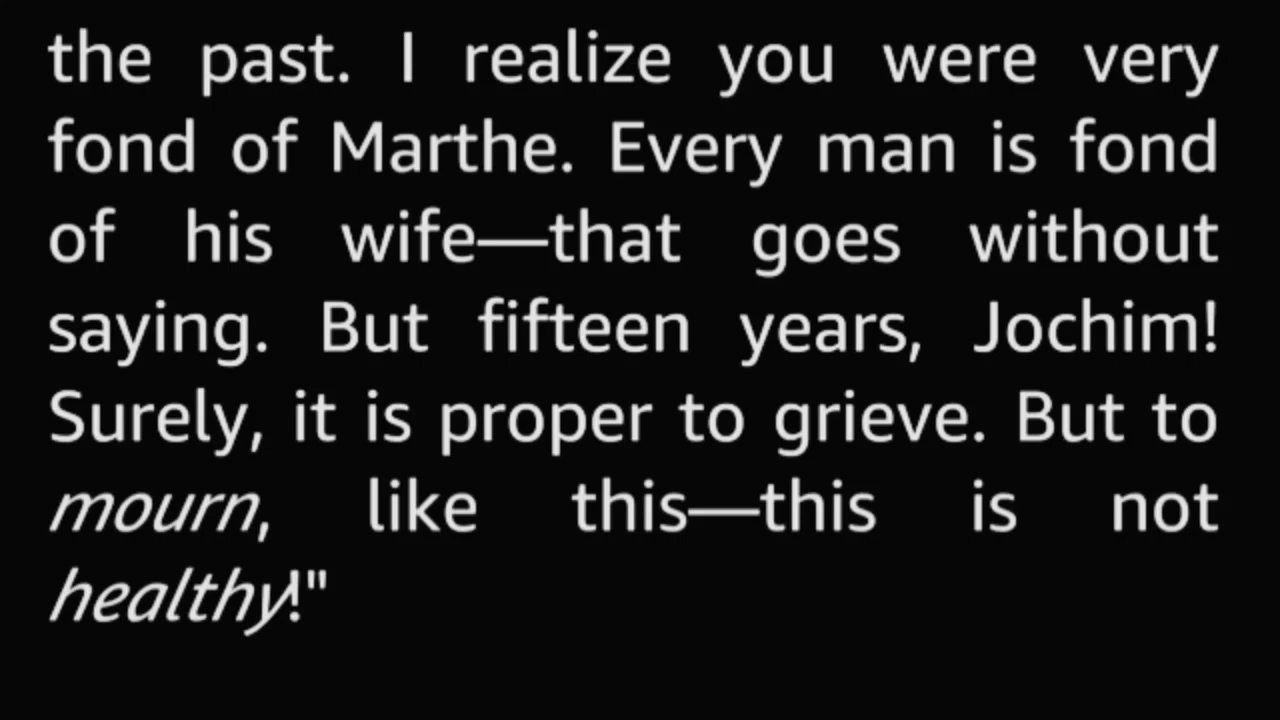 the past. I realize you were very
fond of Marthe. Every man is fond
of his wife—that goes without
saying. But fifteen years, Jochim!
Surely, it is proper to grieve. But to
mourn, like this—this is not
healthy!"